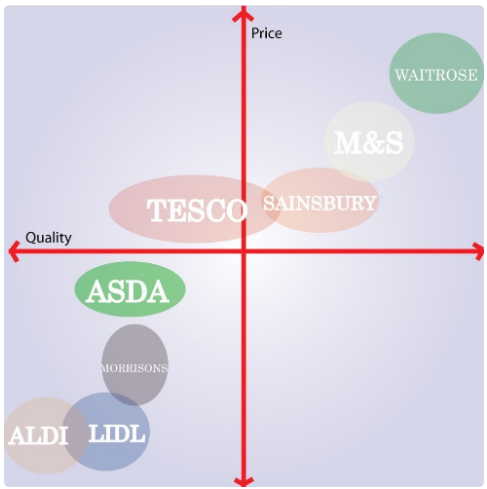 Price
WAITROSE
M&S
TESCO
SAINSBURY
Quality
ASDA
MORRISONS
ALDI
LIDL